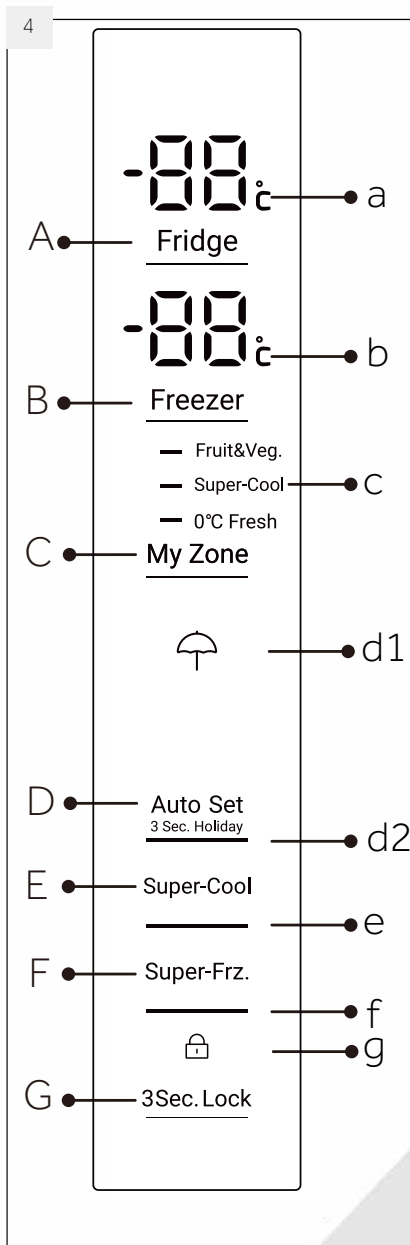 4
-88°c
a
A
Fridge
-88°c
b
B
Freezer
Fruit&Veg.
Super-Cool
c
0°C Fresh
C
My Zone
d1
D
Auto Set
3 Sec. Holiday
d2
E
Super-Cool
e
F
Super-Frz.
f
g
G
3Sec. Lock